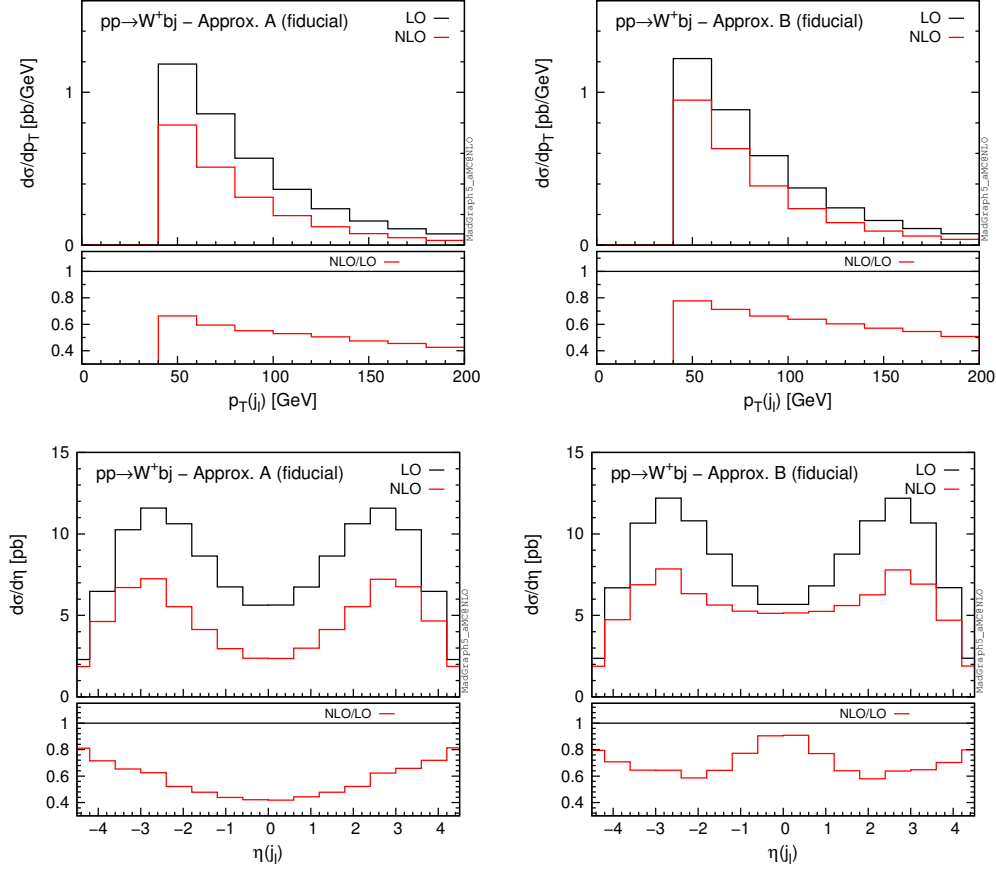 pp→W⁺bj – Approx. A (fiducial)
LO
NLO
dσ/dp_T [pb/GeV]
1
0
MadGraph5_aMC@NLO
NLO/LO
1
0.8
0.6
0.4
0 50 100 150 200
p_T(j_l) [GeV]
pp→W⁺bj – Approx. B (fiducial)
LO
NLO
dσ/dp_T [pb/GeV]
1
0
MadGraph5_aMC@NLO
NLO/LO
1
0.8
0.6
0.4
0 50 100 150 200
p_T(j_l) [GeV]
pp→W⁺bj – Approx. A (fiducial)
LO
NLO
dσ/dη [pb]
15
10
5
0
MadGraph5_aMC@NLO
NLO/LO
1
0.8
0.6
0.4
−4 −3 −2 −1 0 1 2 3 4
η(j_l)
pp→W⁺bj – Approx. B (fiducial)
LO
NLO
dσ/dη [pb]
15
10
5
0
MadGraph5_aMC@NLO
NLO/LO
1
0.8
0.6
0.4
−4 −3 −2 −1 0 1 2 3 4
η(j_l)